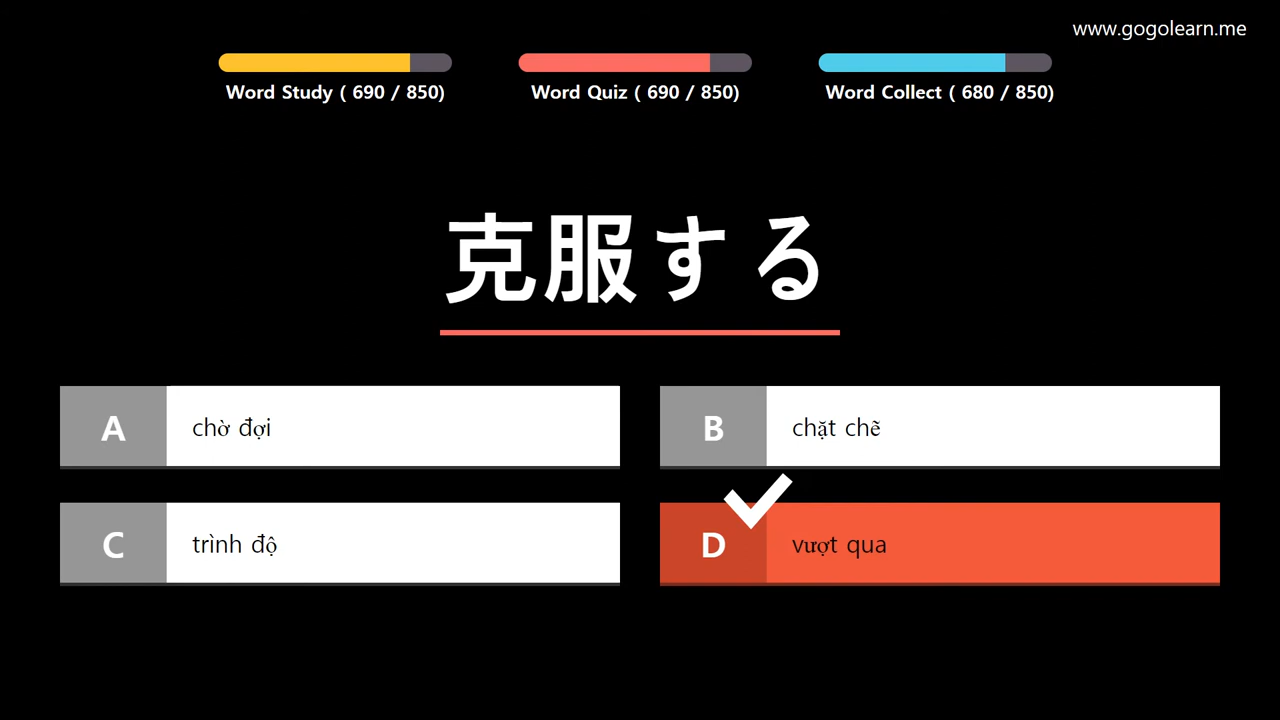 www.gogolearn.me
Word Study ( 690 / 850)
Word Quiz ( 690 / 850)
Word Collect ( 680 / 850)
克服する
A
chờ đợi
B
chặt chẽ
C
trình độ
D
vượt qua